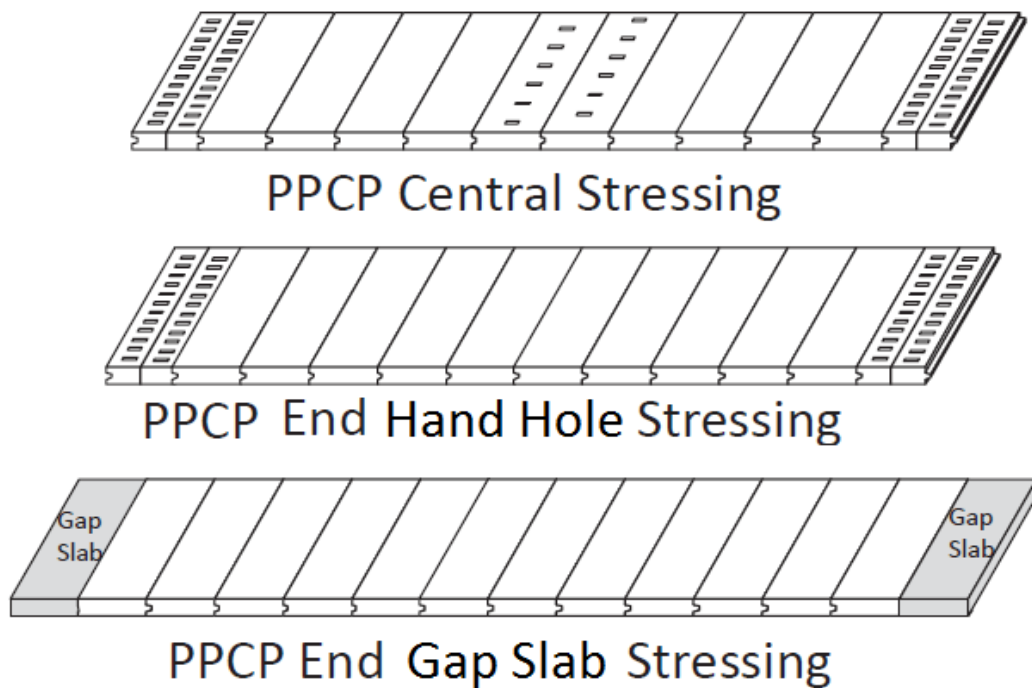 PPCP Central Stressing
PPCP End Hand Hole Stressing
Gap
Slab
Gap
Slab
PPCP End Gap Slab Stressing